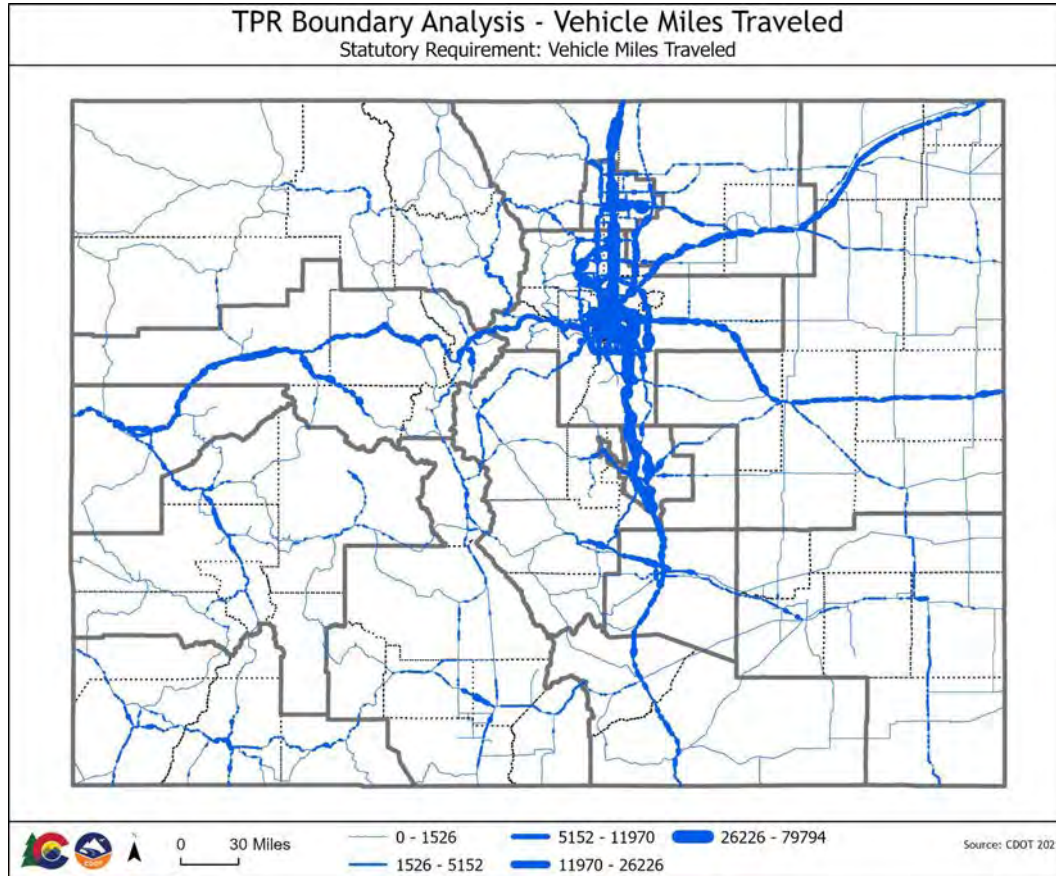 TPR Boundary Analysis - Vehicle Miles Traveled
Statutory Requirement: Vehicle Miles Traveled
0 30 Miles
0 - 1526
5152 - 11970
26226 - 79794
1526 - 5152
11970 - 26226
Source: CDOT 202
CDOT